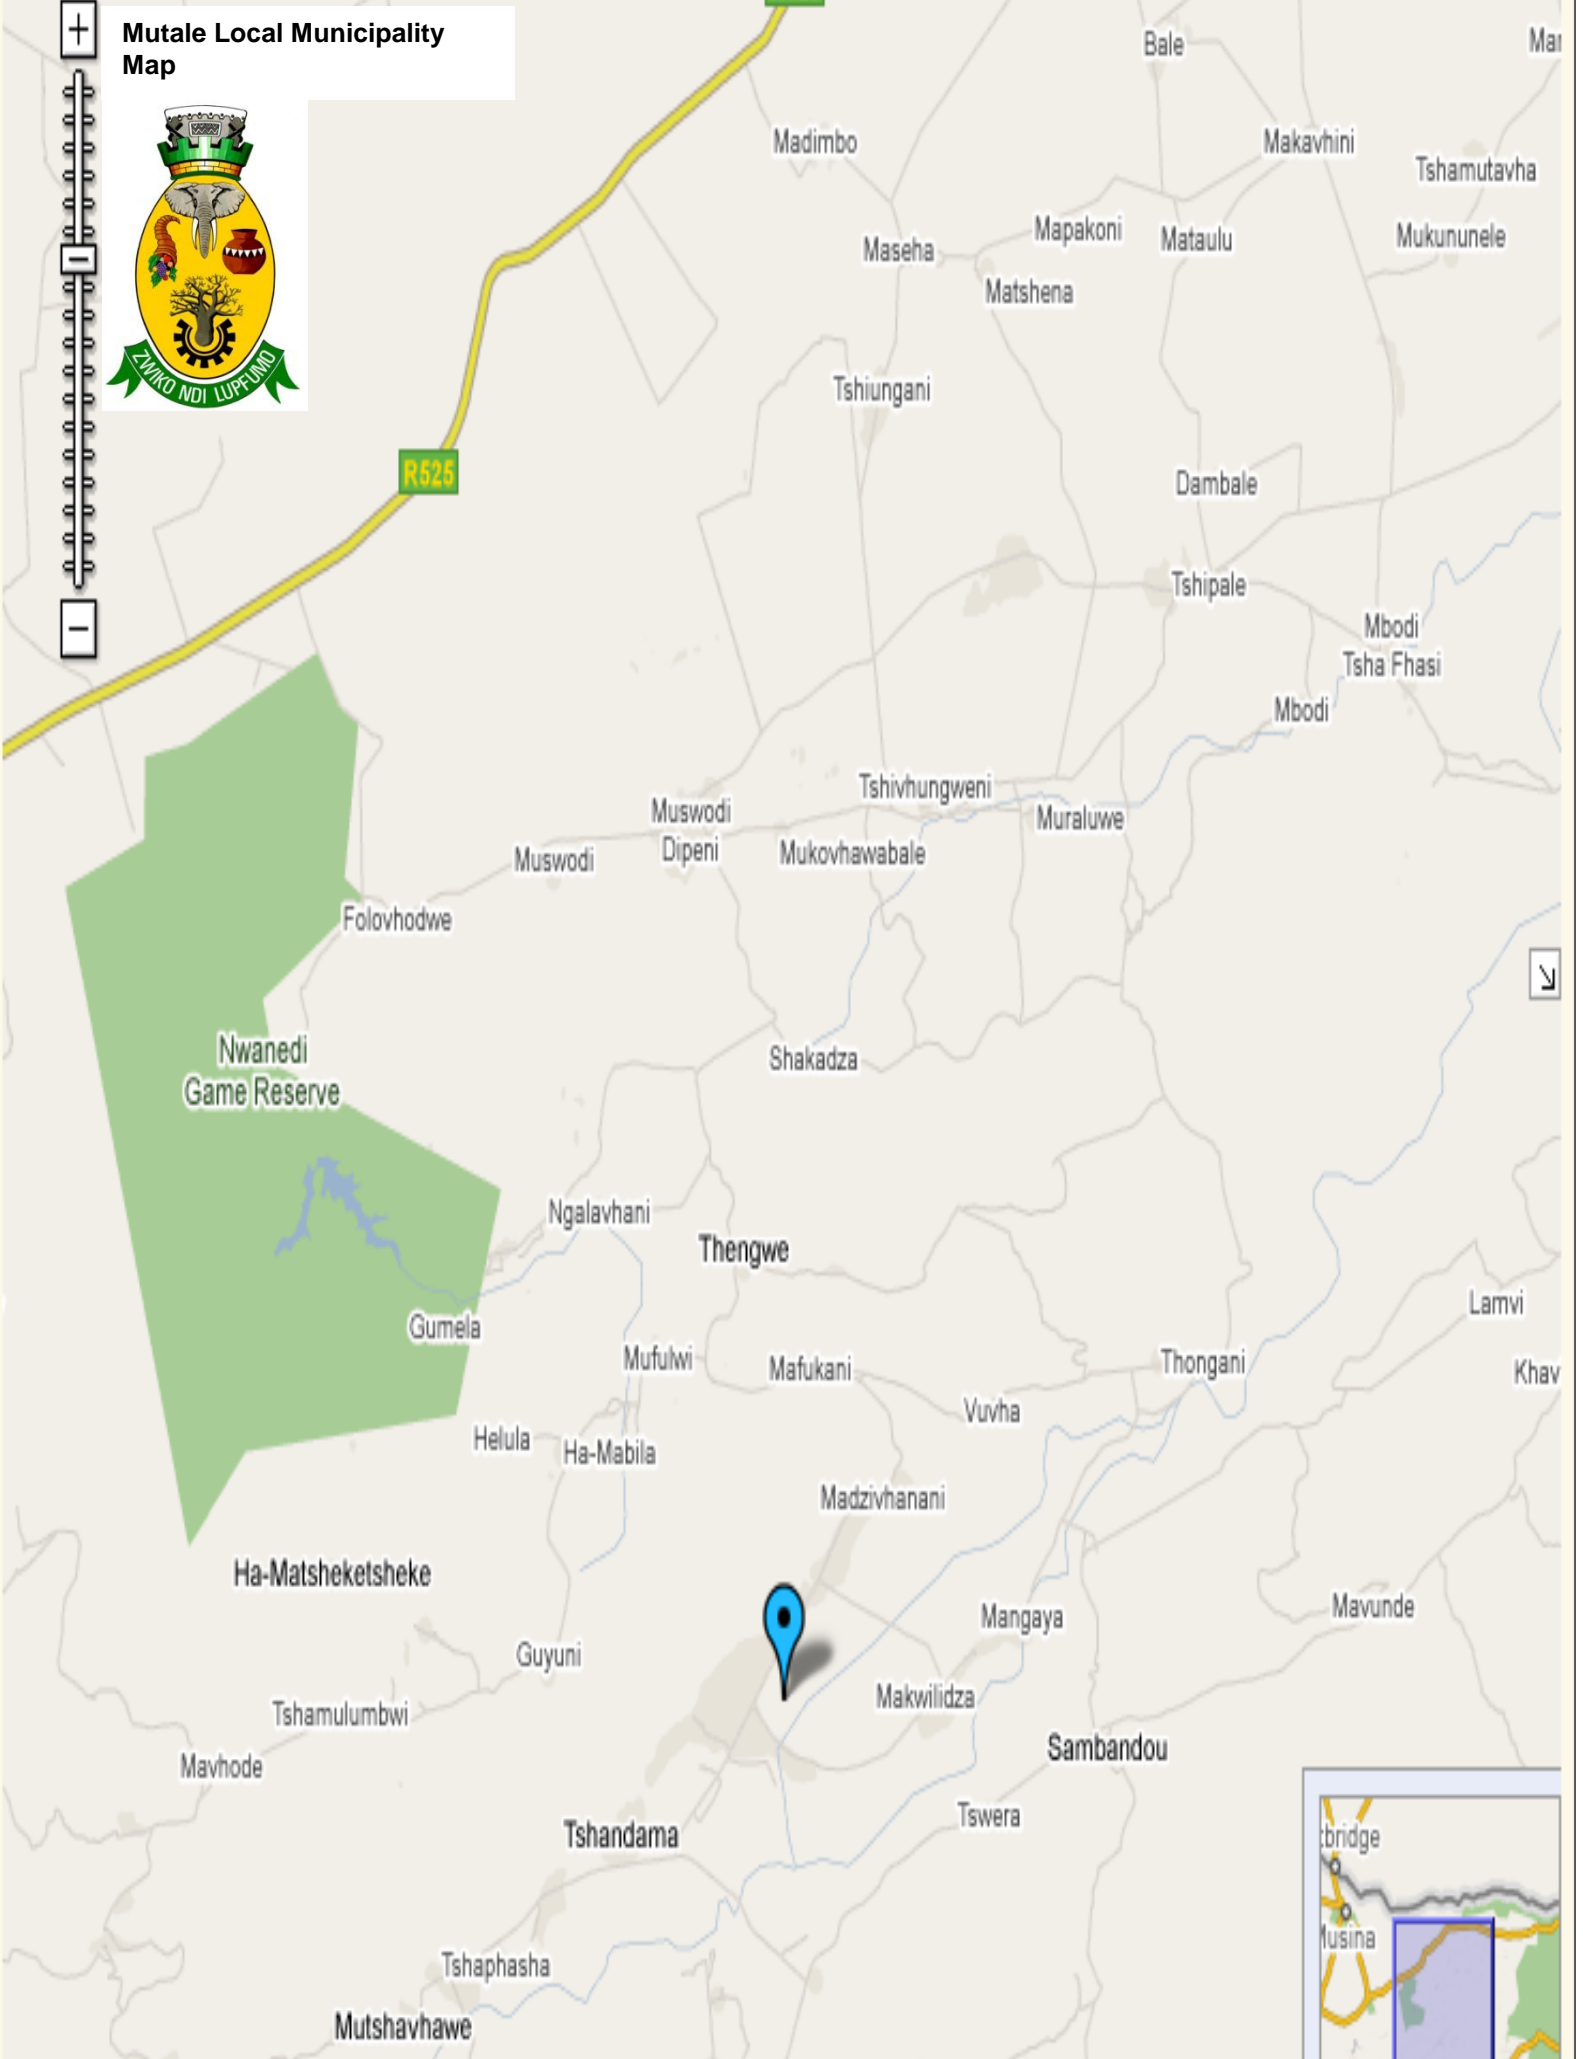 Mutale Local Municipality
Map
ZWIKO NDI LUPFUMO
Bale
Madimbo
Makavhini
Tshamutavha
Mapakoni
Mataulu
Mukununele
Maseha
Matshena
Tshiungani
R525
Dambale
Tshipale
Mbodi
Tsha Fhasi
Mbodi
Tshivhungweni
Muswodi
Dipeni
Muraluwe
Muswodi
Mukovhawabale
Folovhodwe
Nwanedi
Game Reserve
Shakadza
Ngalavhani
Thengwe
Lamvi
Gumela
Mufulwi
Mafukani
Thongani
Khav
Vuvha
Helula
Ha-Mabila
Madzivhanani
Ha-Matsheketsheke
Mangaya
Mavunde
Guyuni
Makwilidza
Tshamulumbwi
Sambandou
Mavhode
Tswera
Tshandama
tbridge
Musina
Tshaphasha
Mutshavhawe